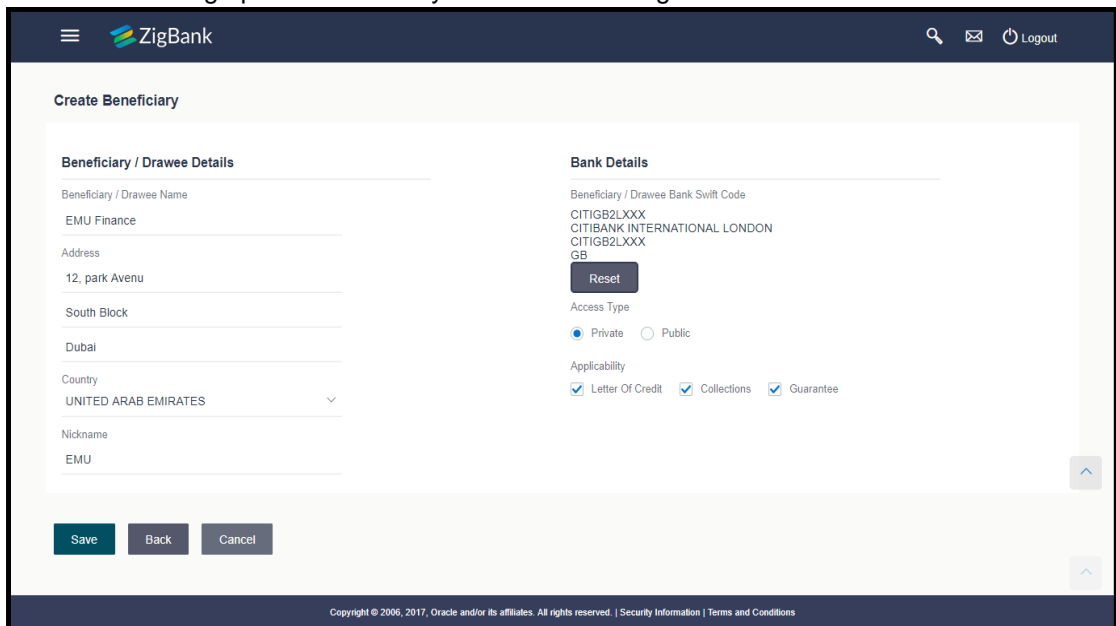 ZigBank
Logout
Create Beneficiary
Beneficiary / Drawee Details
Beneficiary / Drawee Name
EMU Finance
Address
12, park Avenu
South Block
Dubai
Country
UNITED ARAB EMIRATES
Nickname
EMU
Bank Details
Beneficiary / Drawee Bank Swift Code
CITIGB2LXXX
CITIBANK INTERNATIONAL LONDON
CITIGB2LXXX
GB
Reset
Access Type
Private Public
Applicability
Letter Of Credit Collections Guarantee
Save Back Cancel
Copyright © 2006, 2017, Oracle and/or its affiliates. All rights reserved. | Security Information | Terms and Conditions